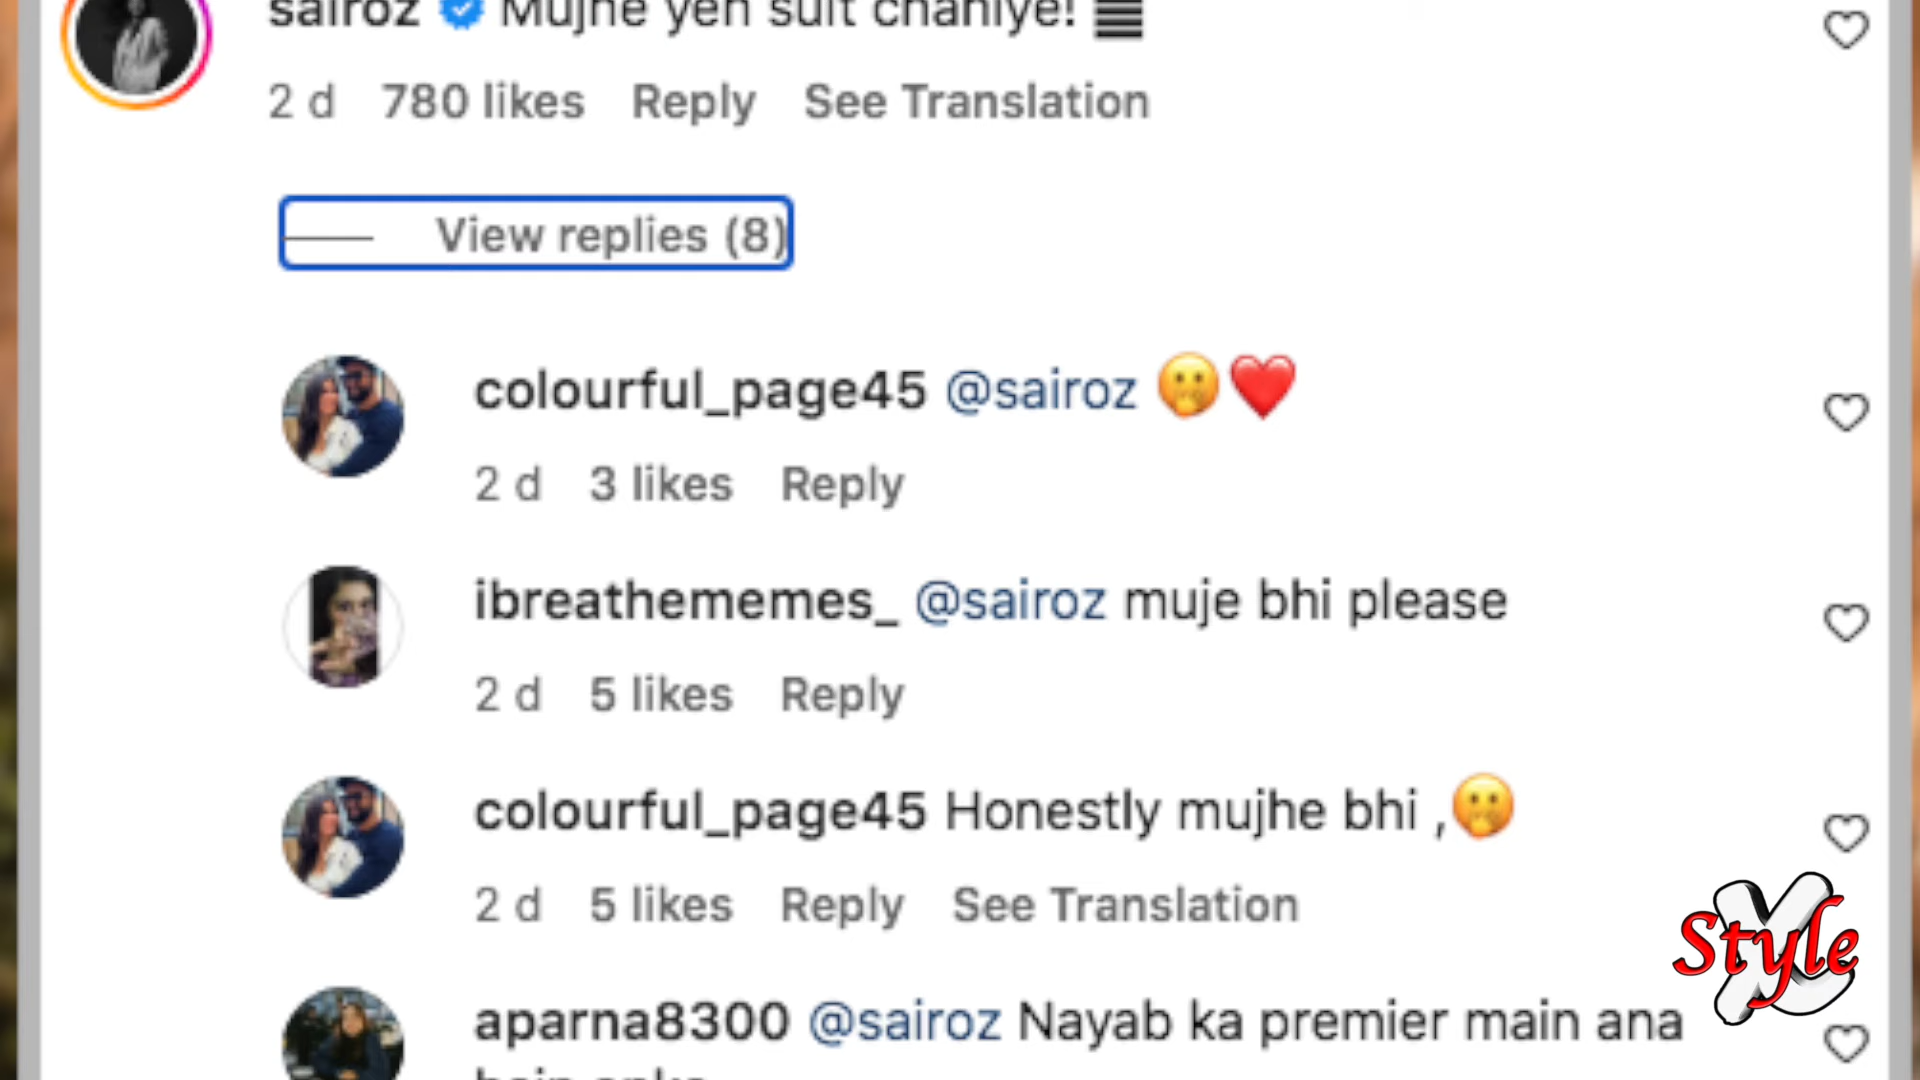 sairoz Mujhe yeh suit chahiye!
2 d 780 likes Reply See Translation
View replies (8)
colourful_page45 @sairoz 🫢❤️
2 d 3 likes Reply
ibreathememes_ @sairoz muje bhi please
2 d 5 likes Reply
colourful_page45 Honestly mujhe bhi ,🫢
2 d 5 likes Reply See Translation
Style X
aparna8300 @sairoz Nayab ka premier main ana